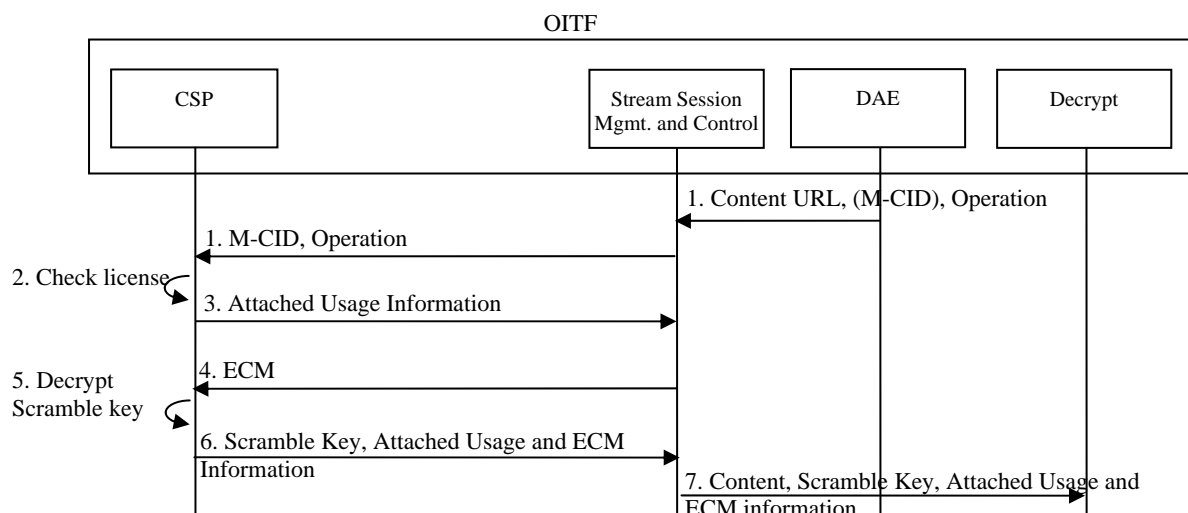 OITF
CSP
Stream Session
Mgmt. and Control
DAE
Decrypt
1. Content URL, (M-CID), Operation
1. M-CID, Operation
2. Check license
3. Attached Usage Information
4. ECM
5. Decrypt
Scramble key
6. Scramble Key, Attached Usage and ECM
Information
7. Content, Scramble Key, Attached Usage and
ECM information